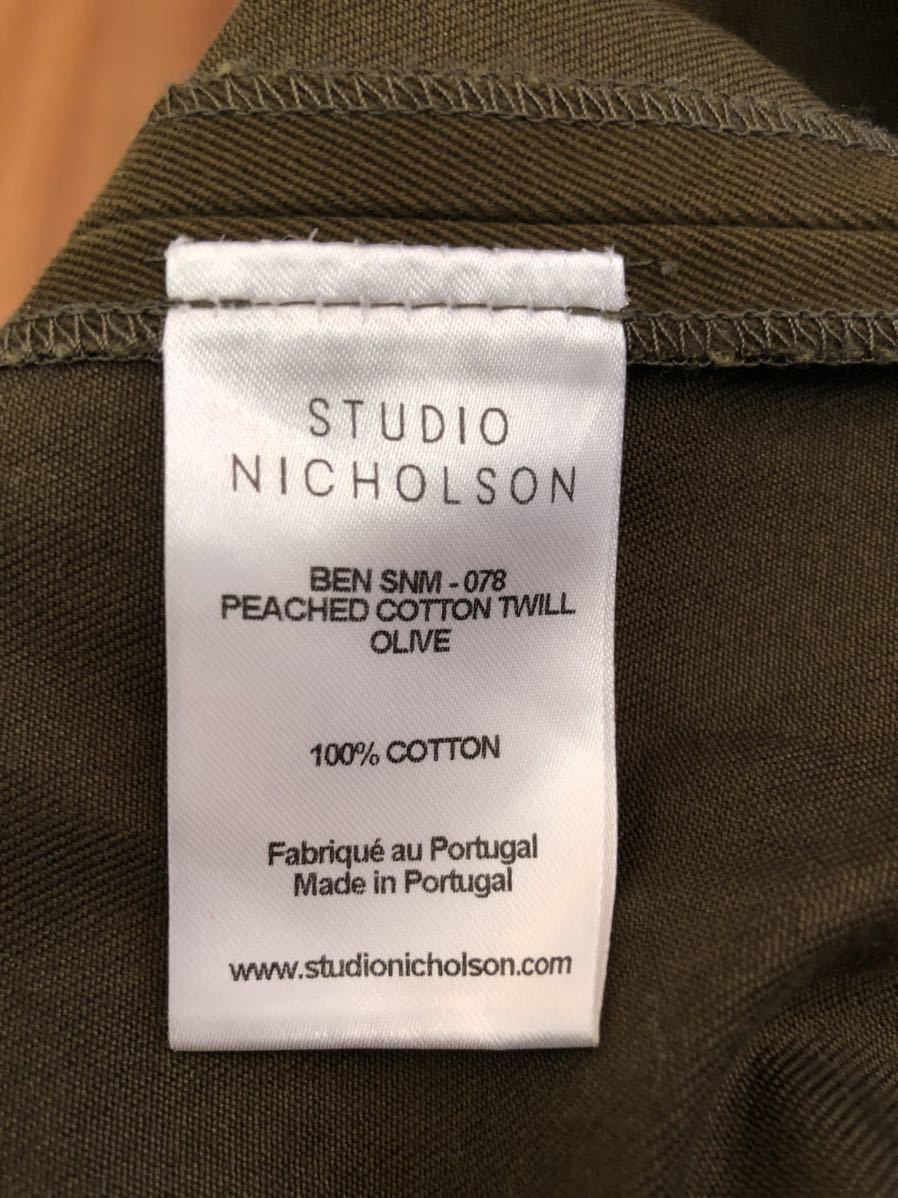 STUDIO
NICHOLSON
BEN SNM - 078
PEACHED COTTON TWILL
OLIVE
100% COTTON
Fabriqué au Portugal
Made in Portugal
www.studionicholson.com